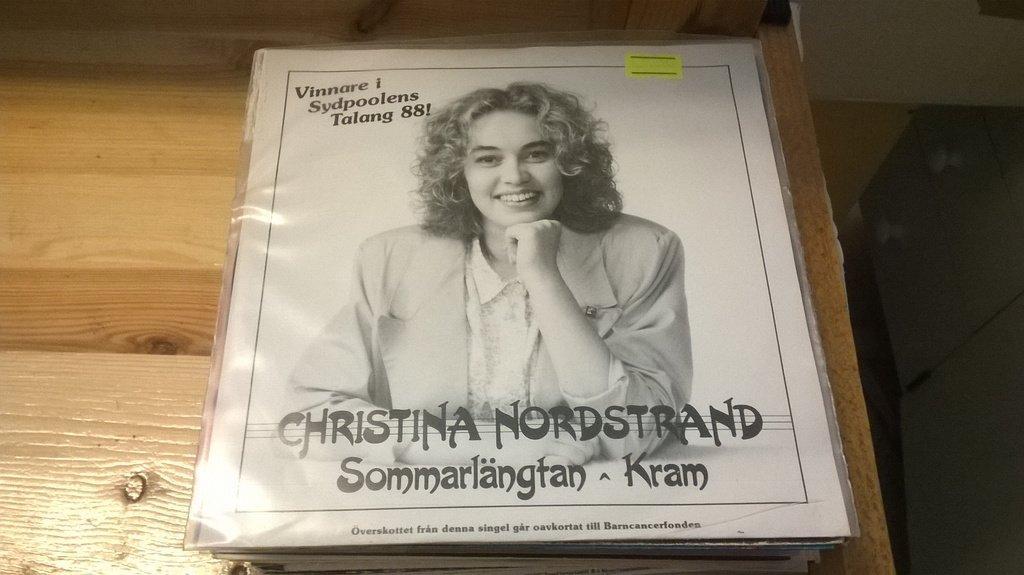 Vinnare i
Sydpoolens
Talang 88!
CHRISTINA NORDSTRAND
Sommarlängtan - Kram
Överskottet från denna singel går oavkortat till Barncancerfonden